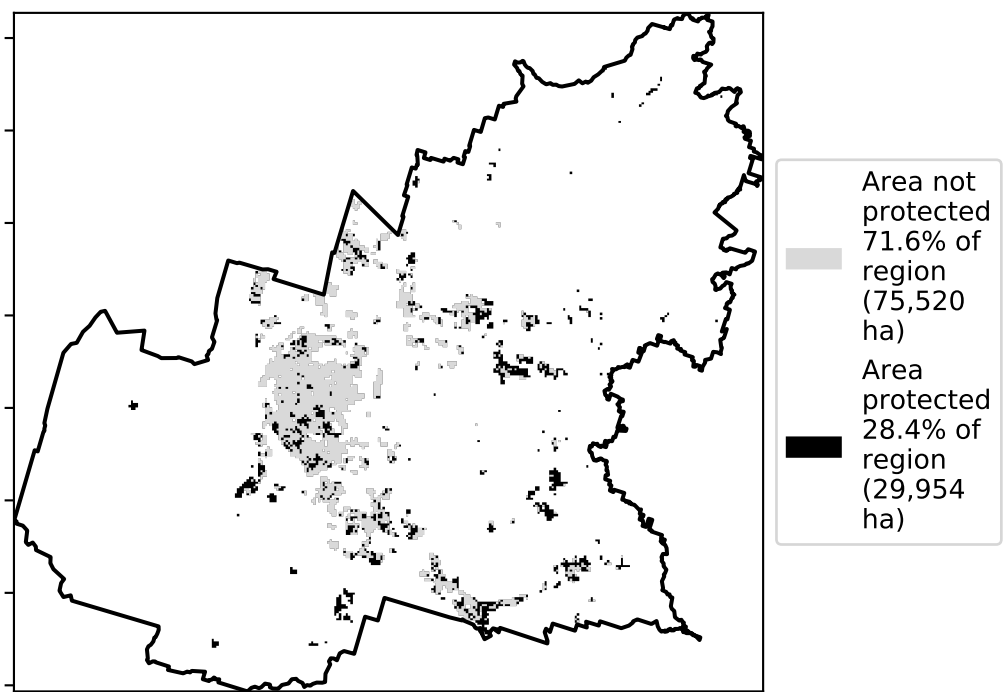 Area not
protected
71.6% of
region
(75,520
ha)
Area
protected
28.4% of
region
(29,954
ha)